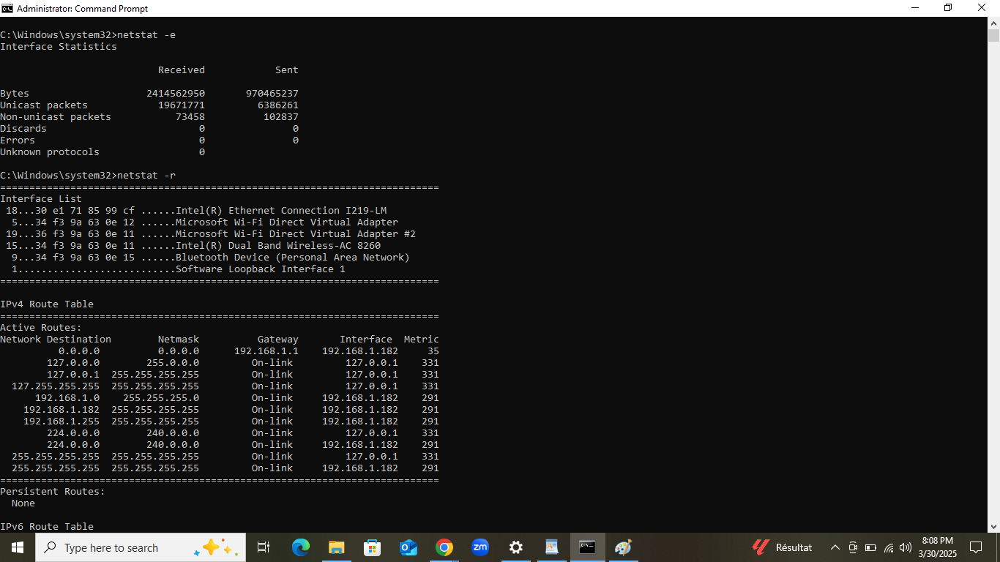 Administrator: Command Prompt
C:\Windows\system32>netstat -e
Interface Statistics
Received Sent
Bytes 2414562950 970465237
Unicast packets 19671771 6386261
Non-unicast packets 73458 102837
Discards 0 0
Errors 0 0
Unknown protocols 0
C:\Windows\system32>netstat -r
===========================================================================
Interface List
18...30 e1 71 85 99 cf ......Intel(R) Ethernet Connection I219-LM
5...34 f3 9a 63 0e 12 ......Microsoft Wi-Fi Direct Virtual Adapter
19...36 f3 9a 63 0e 11 ......Microsoft Wi-Fi Direct Virtual Adapter #2
15...34 f3 9a 63 0e 11 ......Intel(R) Dual Band Wireless-AC 8260
9...34 f3 9a 63 0e 15 ......Bluetooth Device (Personal Area Network)
1...........................Software Loopback Interface 1
===========================================================================
IPv4 Route Table
===========================================================================
Active Routes:
Network Destination Netmask Gateway Interface Metric
0.0.0.0 0.0.0.0 192.168.1.1 192.168.1.182 35
127.0.0.0 255.0.0.0 On-link 127.0.0.1 331
127.0.0.1 255.255.255.255 On-link 127.0.0.1 331
127.255.255.255 255.255.255.255 On-link 127.0.0.1 331
192.168.1.0 255.255.255.0 On-link 192.168.1.182 291
192.168.1.182 255.255.255.255 On-link 192.168.1.182 291
192.168.1.255 255.255.255.255 On-link 192.168.1.182 291
224.0.0.0 240.0.0.0 On-link 127.0.0.1 331
224.0.0.0 240.0.0.0 On-link 192.168.1.182 291
255.255.255.255 255.255.255.255 On-link 127.0.0.1 331
255.255.255.255 255.255.255.255 On-link 192.168.1.182 291
===========================================================================
Persistent Routes:
None
IPv6 Route Table
Type here to search
zm
Résultat
8:08 PM
3/30/2025